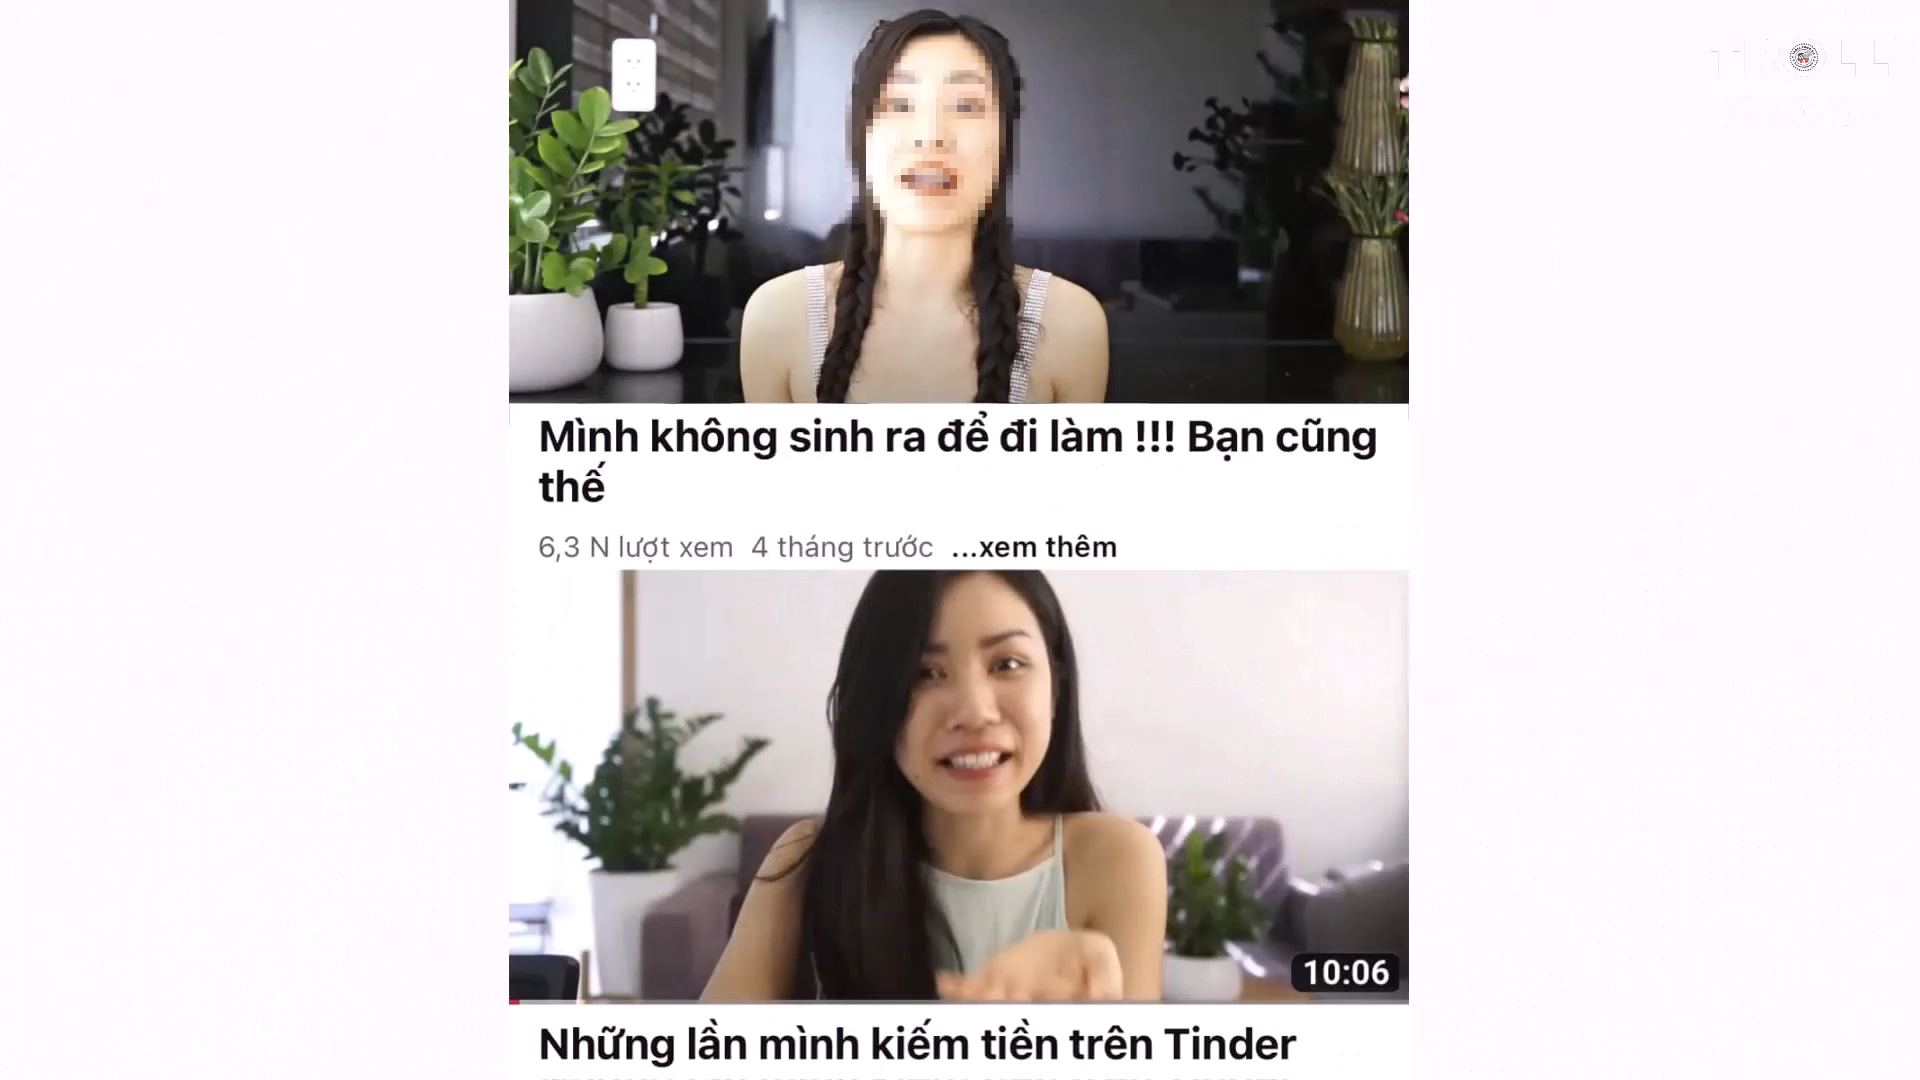 TROLL
Mình không sinh ra để đi làm !!! Bạn cũng
thế
6,3 N lượt xem 4 tháng trước ...xem thêm
10:06
Những lần mình kiếm tiền trên Tinder